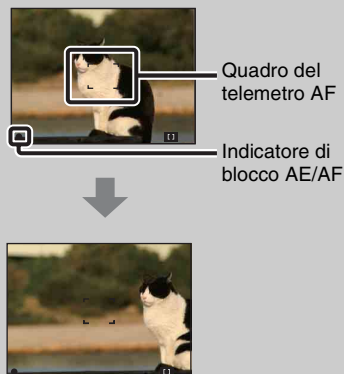 Quadro del
telemetro AF
Indicatore di
blocco AE/AF